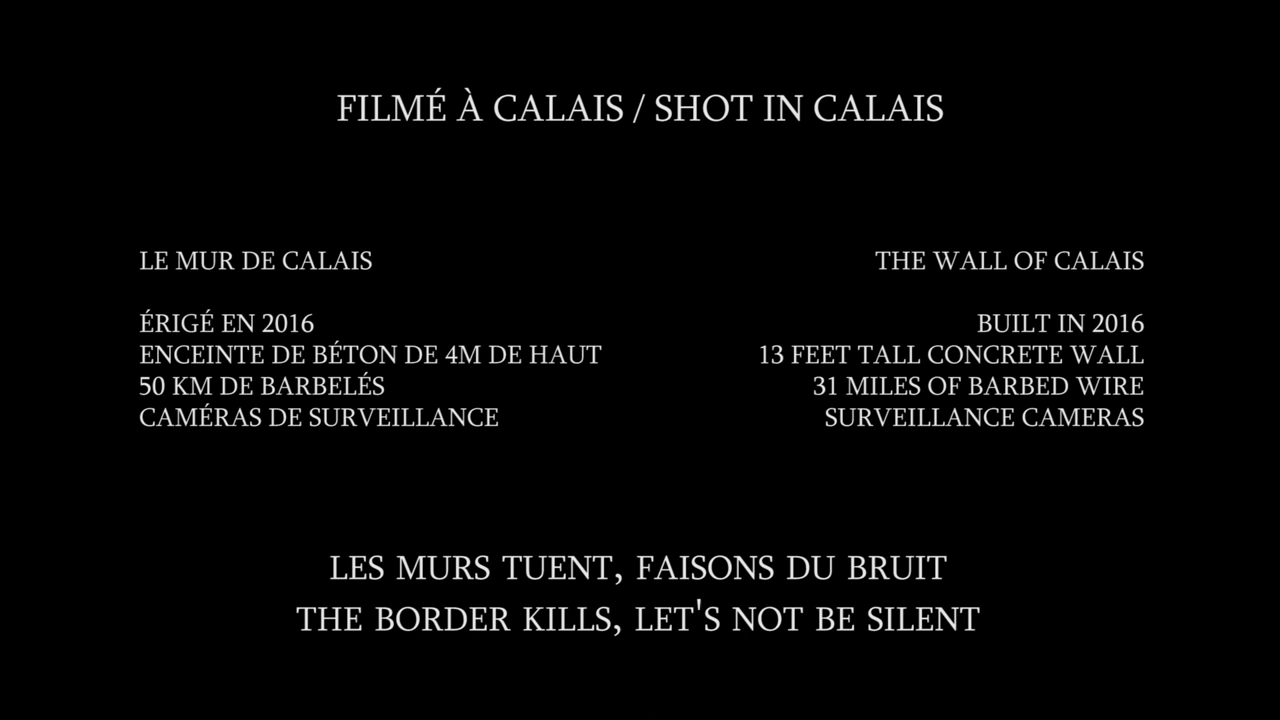 FILMÉ À CALAIS / SHOT IN CALAIS
LE MUR DE CALAIS
ÉRIGÉ EN 2016
ENCEINTE DE BÉTON DE 4M DE HAUT
50 KM DE BARBELÉS
CAMÉRAS DE SURVEILLANCE
THE WALL OF CALAIS
BUILT IN 2016
13 FEET TALL CONCRETE WALL
31 MILES OF BARBED WIRE
SURVEILLANCE CAMERAS
LES MURS TUENT, FAISONS DU BRUIT
THE BORDER KILLS, LET'S NOT BE SILENT